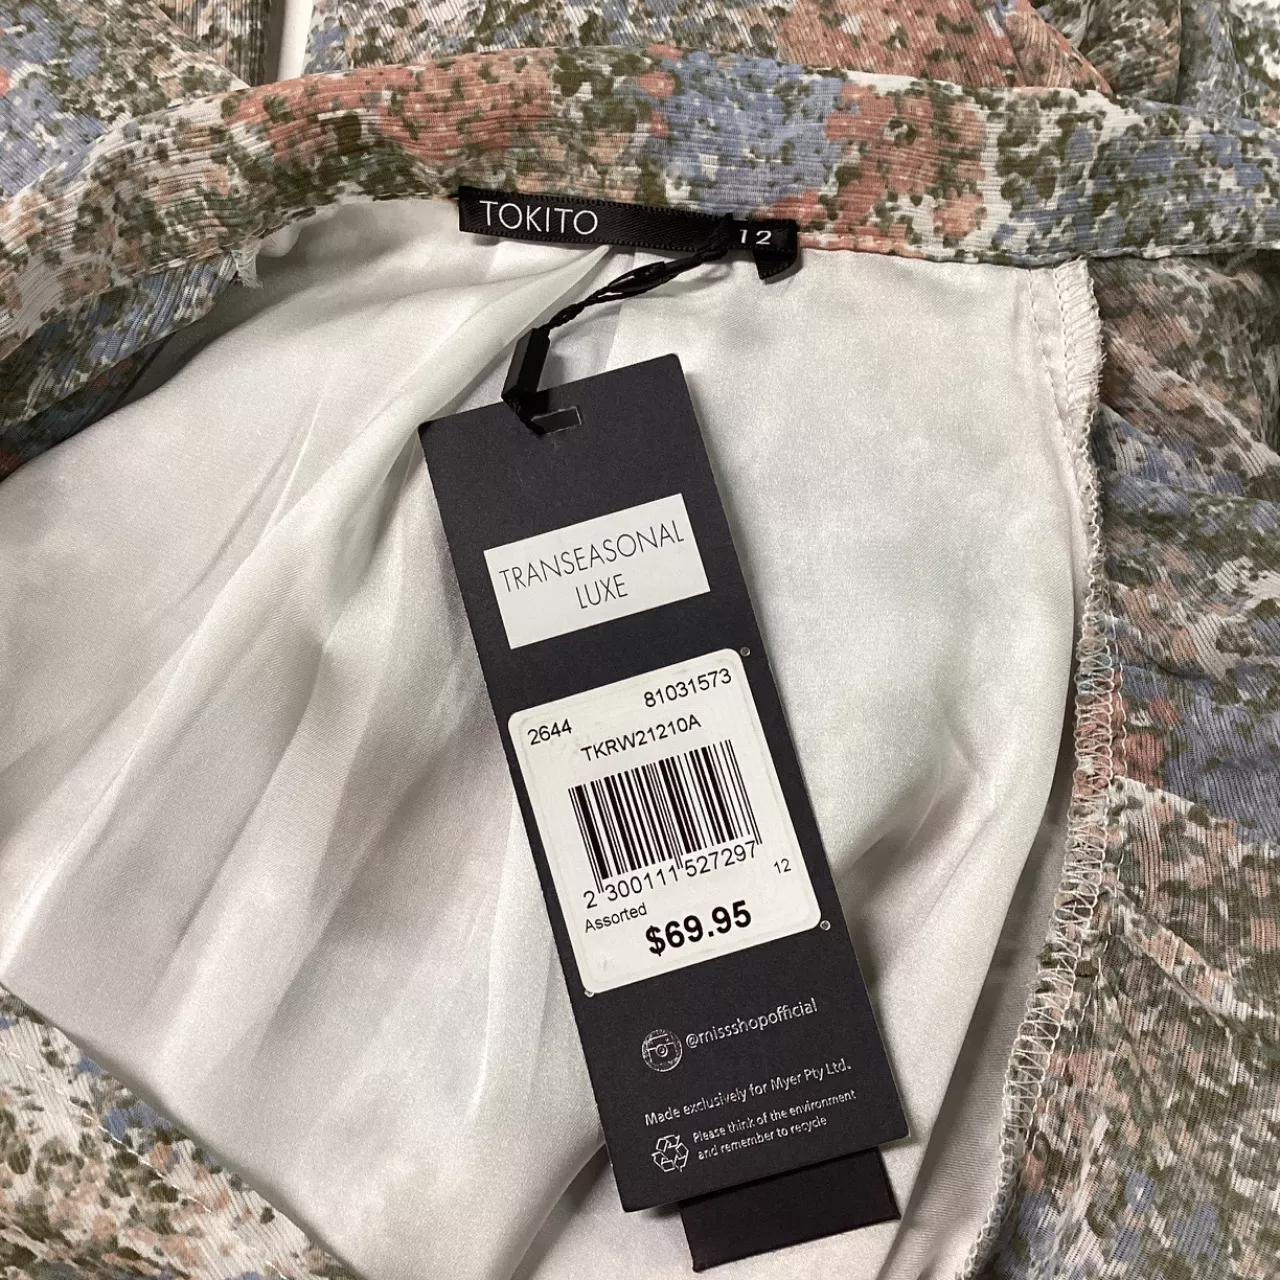 TOKITO
12
TRANSEASONAL
LUXE
2644 81031573
TKRW21210A
2 300111 527297 12
Assorted
$69.95
@missshopofficial
Made exclusively for Myer Pty Ltd.
Please think of the environment
and remember to recycle